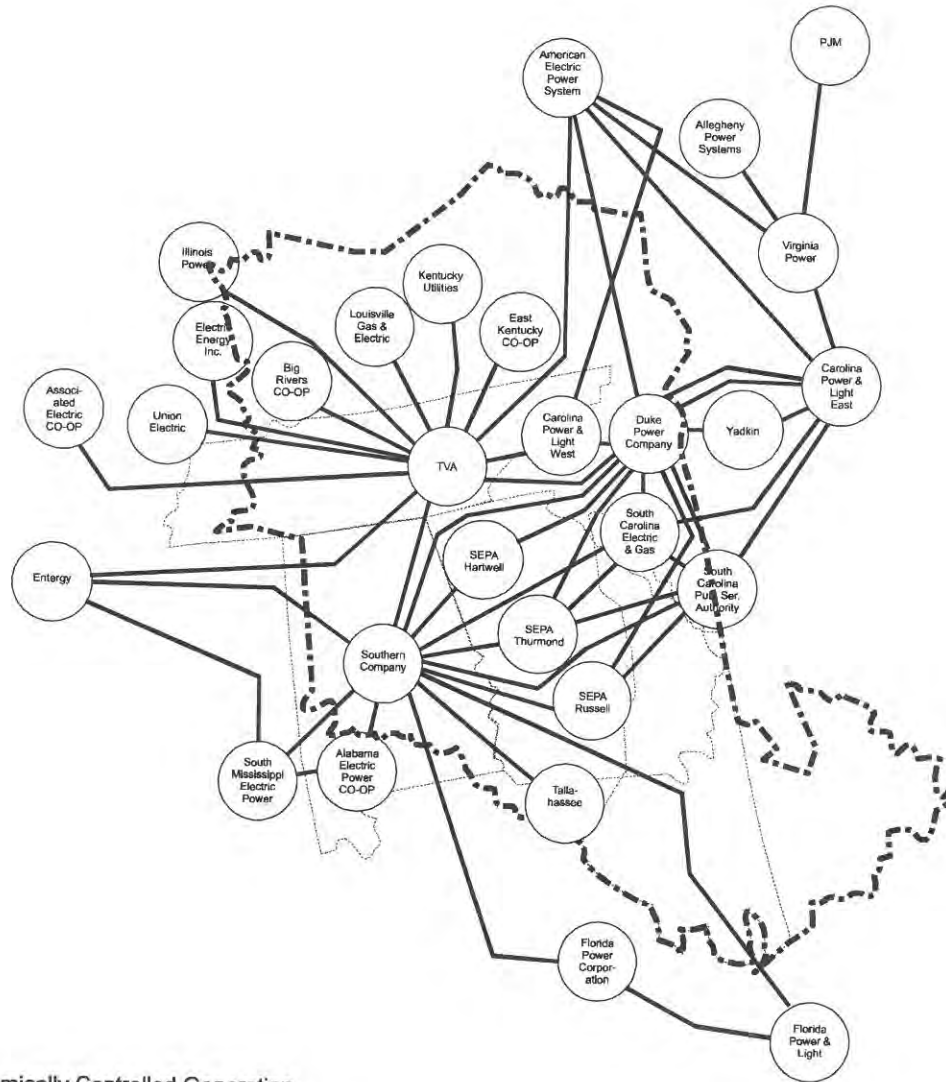 American
Electric
Power
System
PJM
Allegheny
Power
Systems
Virginia
Power
Illinois
Power
Kentucky
Utilities
Louisville
Gas &
Electric
East
Kentucky
CO-OP
Electric
Energy
Inc.
Big
Rivers
CO-OP
Associ-
ated
Electric
CO-OP
Union
Electric
TVA
Carolina
Power &
Light
West
Duke
Power
Company
Yadkin
Carolina
Power &
Light
East
South
Carolina
Electric
& Gas
SEPA
Hartwell
Entergy
South
Carolina
Pub. Ser.
Authority
SEPA
Thurmond
Southern
Company
SEPA
Russell
South
Mississippi
Electric
Power
Alabama
Electric
Power
CO-OP
Talla-
hassee
Florida
Power
Corpor-
ation
Florida
Power &
Light
Controlled Generation